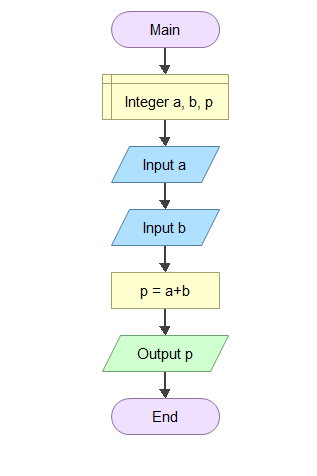 Main
Integer a, b, p
Input a
Input b
p = a+b
Output p
End